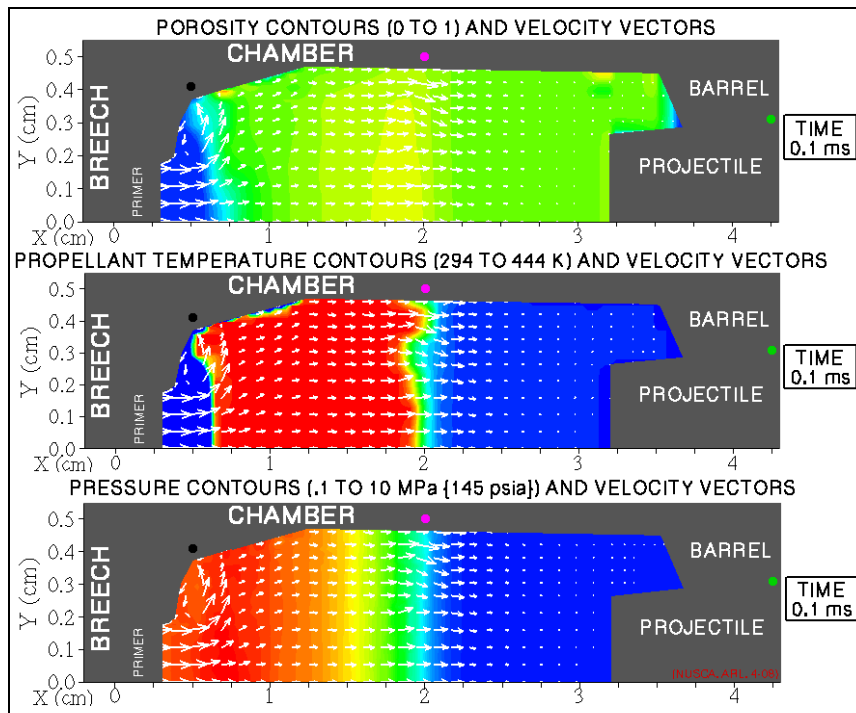 POROSITY CONTOURS (0 TO 1) AND VELOCITY VECTORS
CHAMBER
BREECH
PRIMER
BARREL
PROJECTILE
TIME
0.1 ms
Y (cm)
0.5
0.4
0.3
0.2
0.1
0.0
X (cm) 0 1 2 3 4
PROPELLANT TEMPERATURE CONTOURS (294 TO 444 K) AND VELOCITY VECTORS
CHAMBER
BREECH
PRIMER
BARREL
PROJECTILE
TIME
0.1 ms
Y (cm)
0.5
0.4
0.3
0.2
0.1
0.0
X (cm) 0 1 2 3 4
PRESSURE CONTOURS (.1 TO 10 MPa {145 psia}) AND VELOCITY VECTORS
CHAMBER
BREECH
PRIMER
BARREL
PROJECTILE
TIME
0.1 ms
(NUSCA, ARL, 4-08)
Y (cm)
0.5
0.4
0.3
0.2
0.1
0.0
X (cm) 0 1 2 3 4